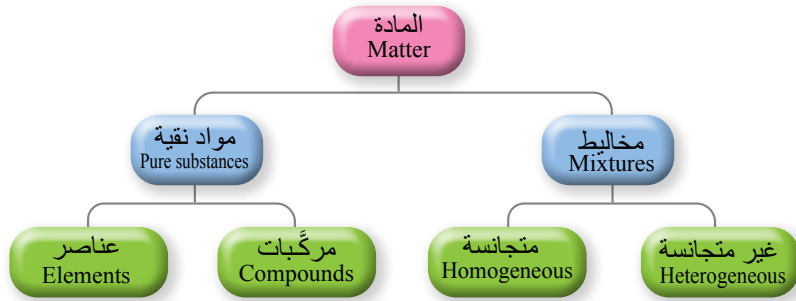 المادة
Matter
مواد نقية
Pure substances
مخاليط
Mixtures
عناصر
Elements
مركَّبات
Compounds
متجانسة
Homogeneous
غير متجانسة
Heterogeneous